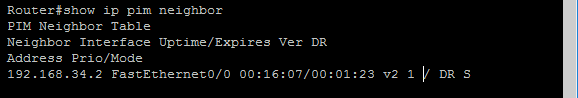 Router#show ip pim neighbor
PIM Neighbor Table
Neighbor Interface Uptime/Expires Ver DR
Address Prio/Mode
192.168.34.2 FastEthernet0/0 00:16:07/00:01:23 v2 1 / DR S